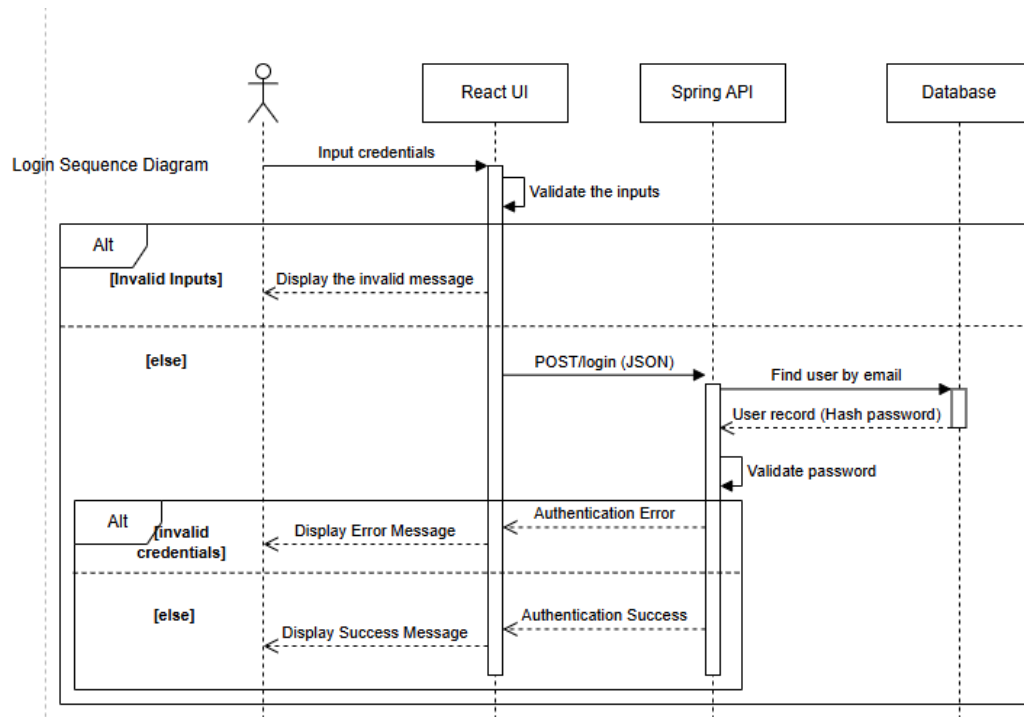 React UI
Spring API
Database
Login Sequence Diagram
Input credentials
Validate the inputs
Alt
[Invalid Inputs]
Display the invalid message
[else]
POST/login (JSON)
Find user by email
User record (Hash password)
Validate password
Alt
[invalid
credentials]
Authentication Error
Display Error Message
[else]
Authentication Success
Display Success Message